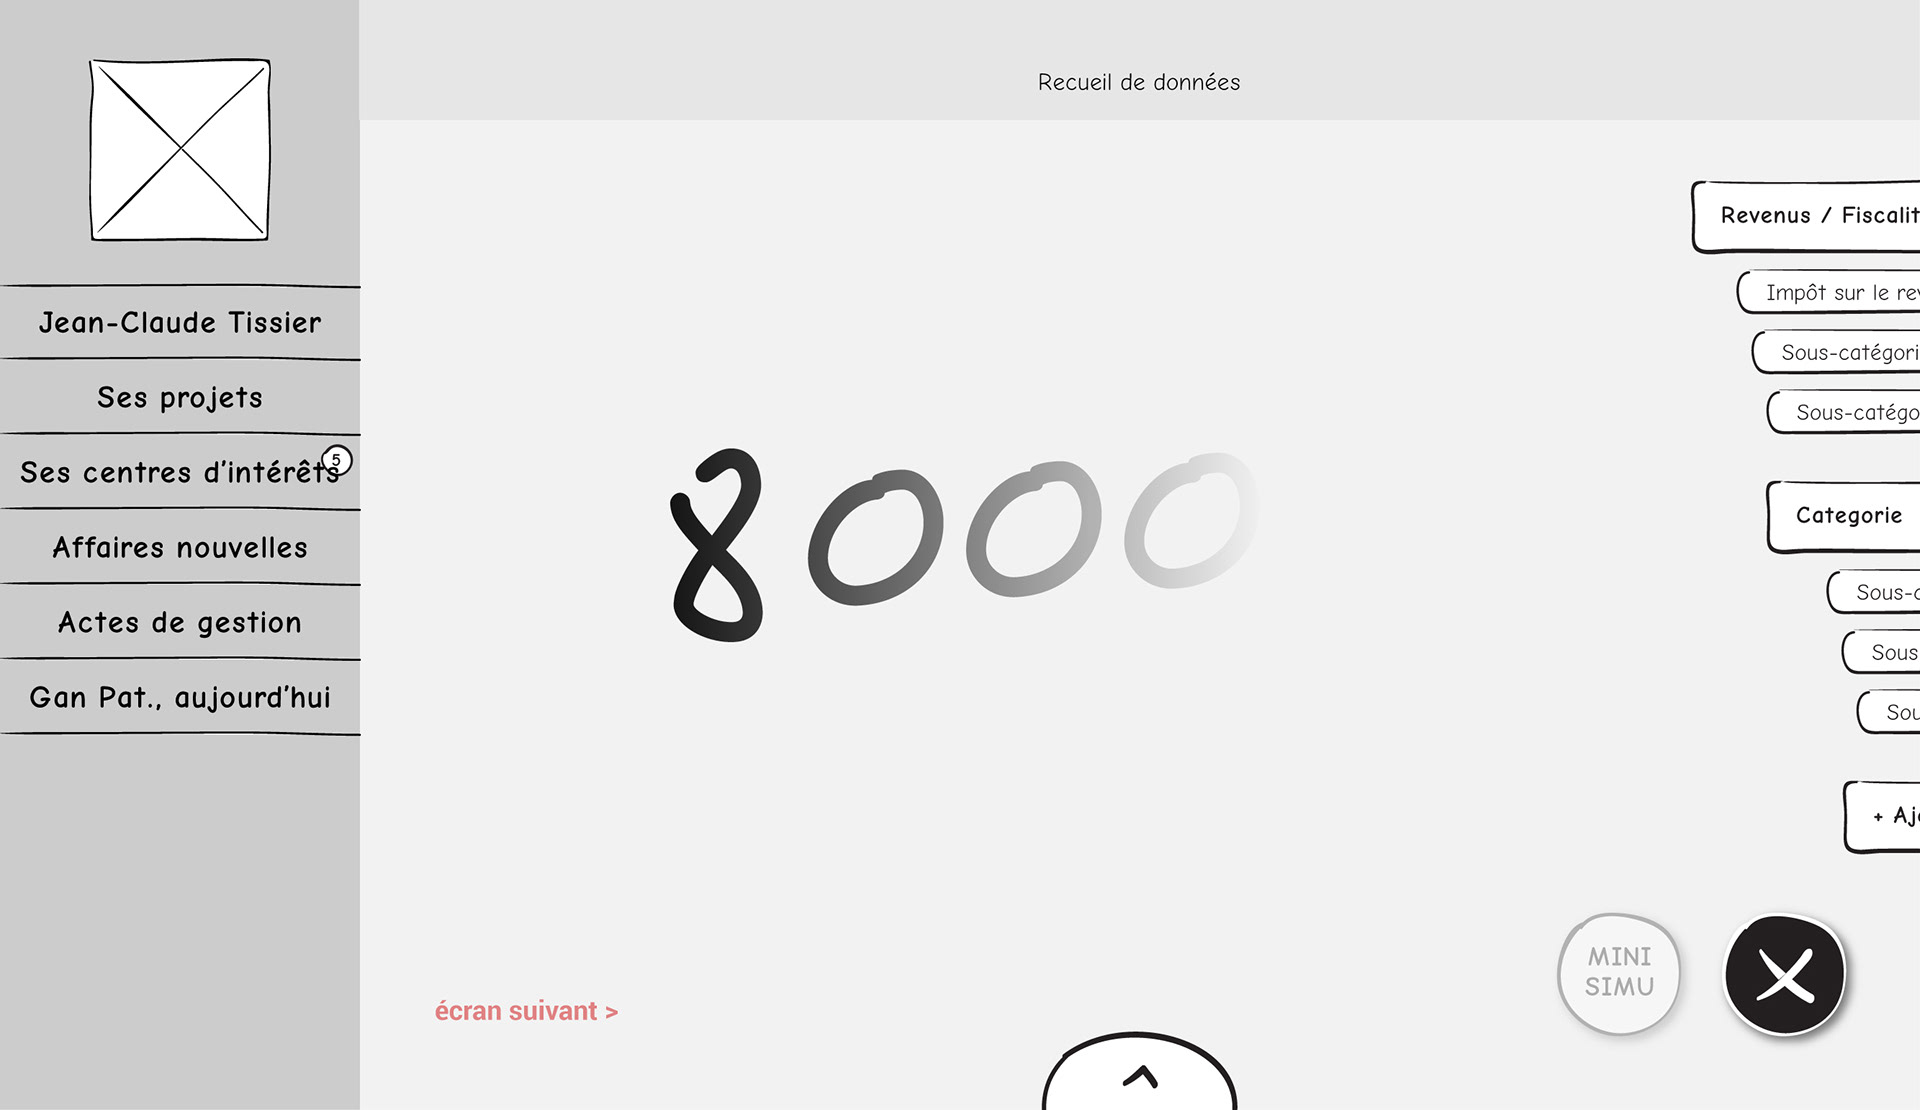 Recueil de données
Jean-Claude Tissier
Ses projets
Ses centres d'intérêts
5
Affaires nouvelles
Actes de gestion
Gan Pat., aujourd'hui
8000
Revenus / Fiscalit
Impôt sur le rev
Sous-catégori
Sous-catégo
Categorie
Sous-c
Sous
Sou
+ Ajo
MINI
SIMU
écran suivant >